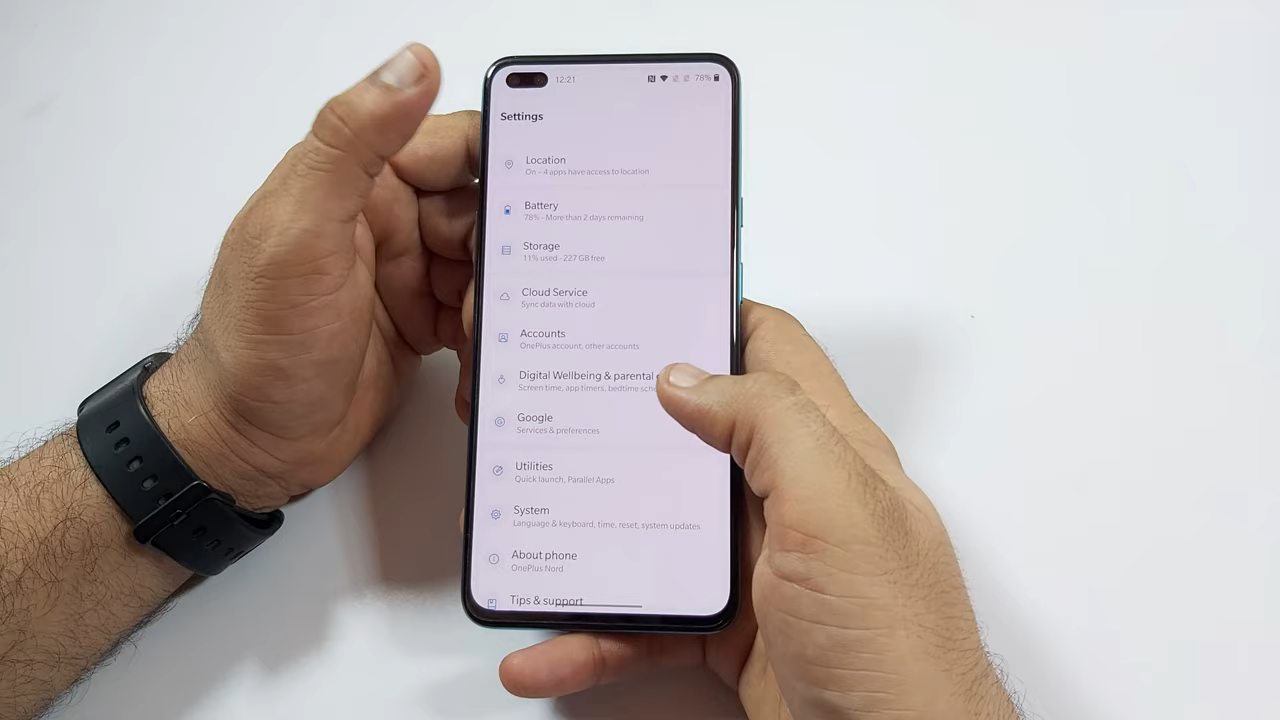 12:21
78%
Settings
Location
On - 4 apps have access to location
Battery
78% - More than 2 days remaining
Storage
11% used - 227 GB free
Cloud Service
Sync data with cloud
Accounts
OnePlus account, other accounts
Digital Wellbeing & parental
Screen time, app timers, bedtime
Google
Services & preferences
Utilities
Quick launch, Parallel Apps
System
Language & keyboard, time, reset, system updates
About phone
OnePlus Nord
Tips & support